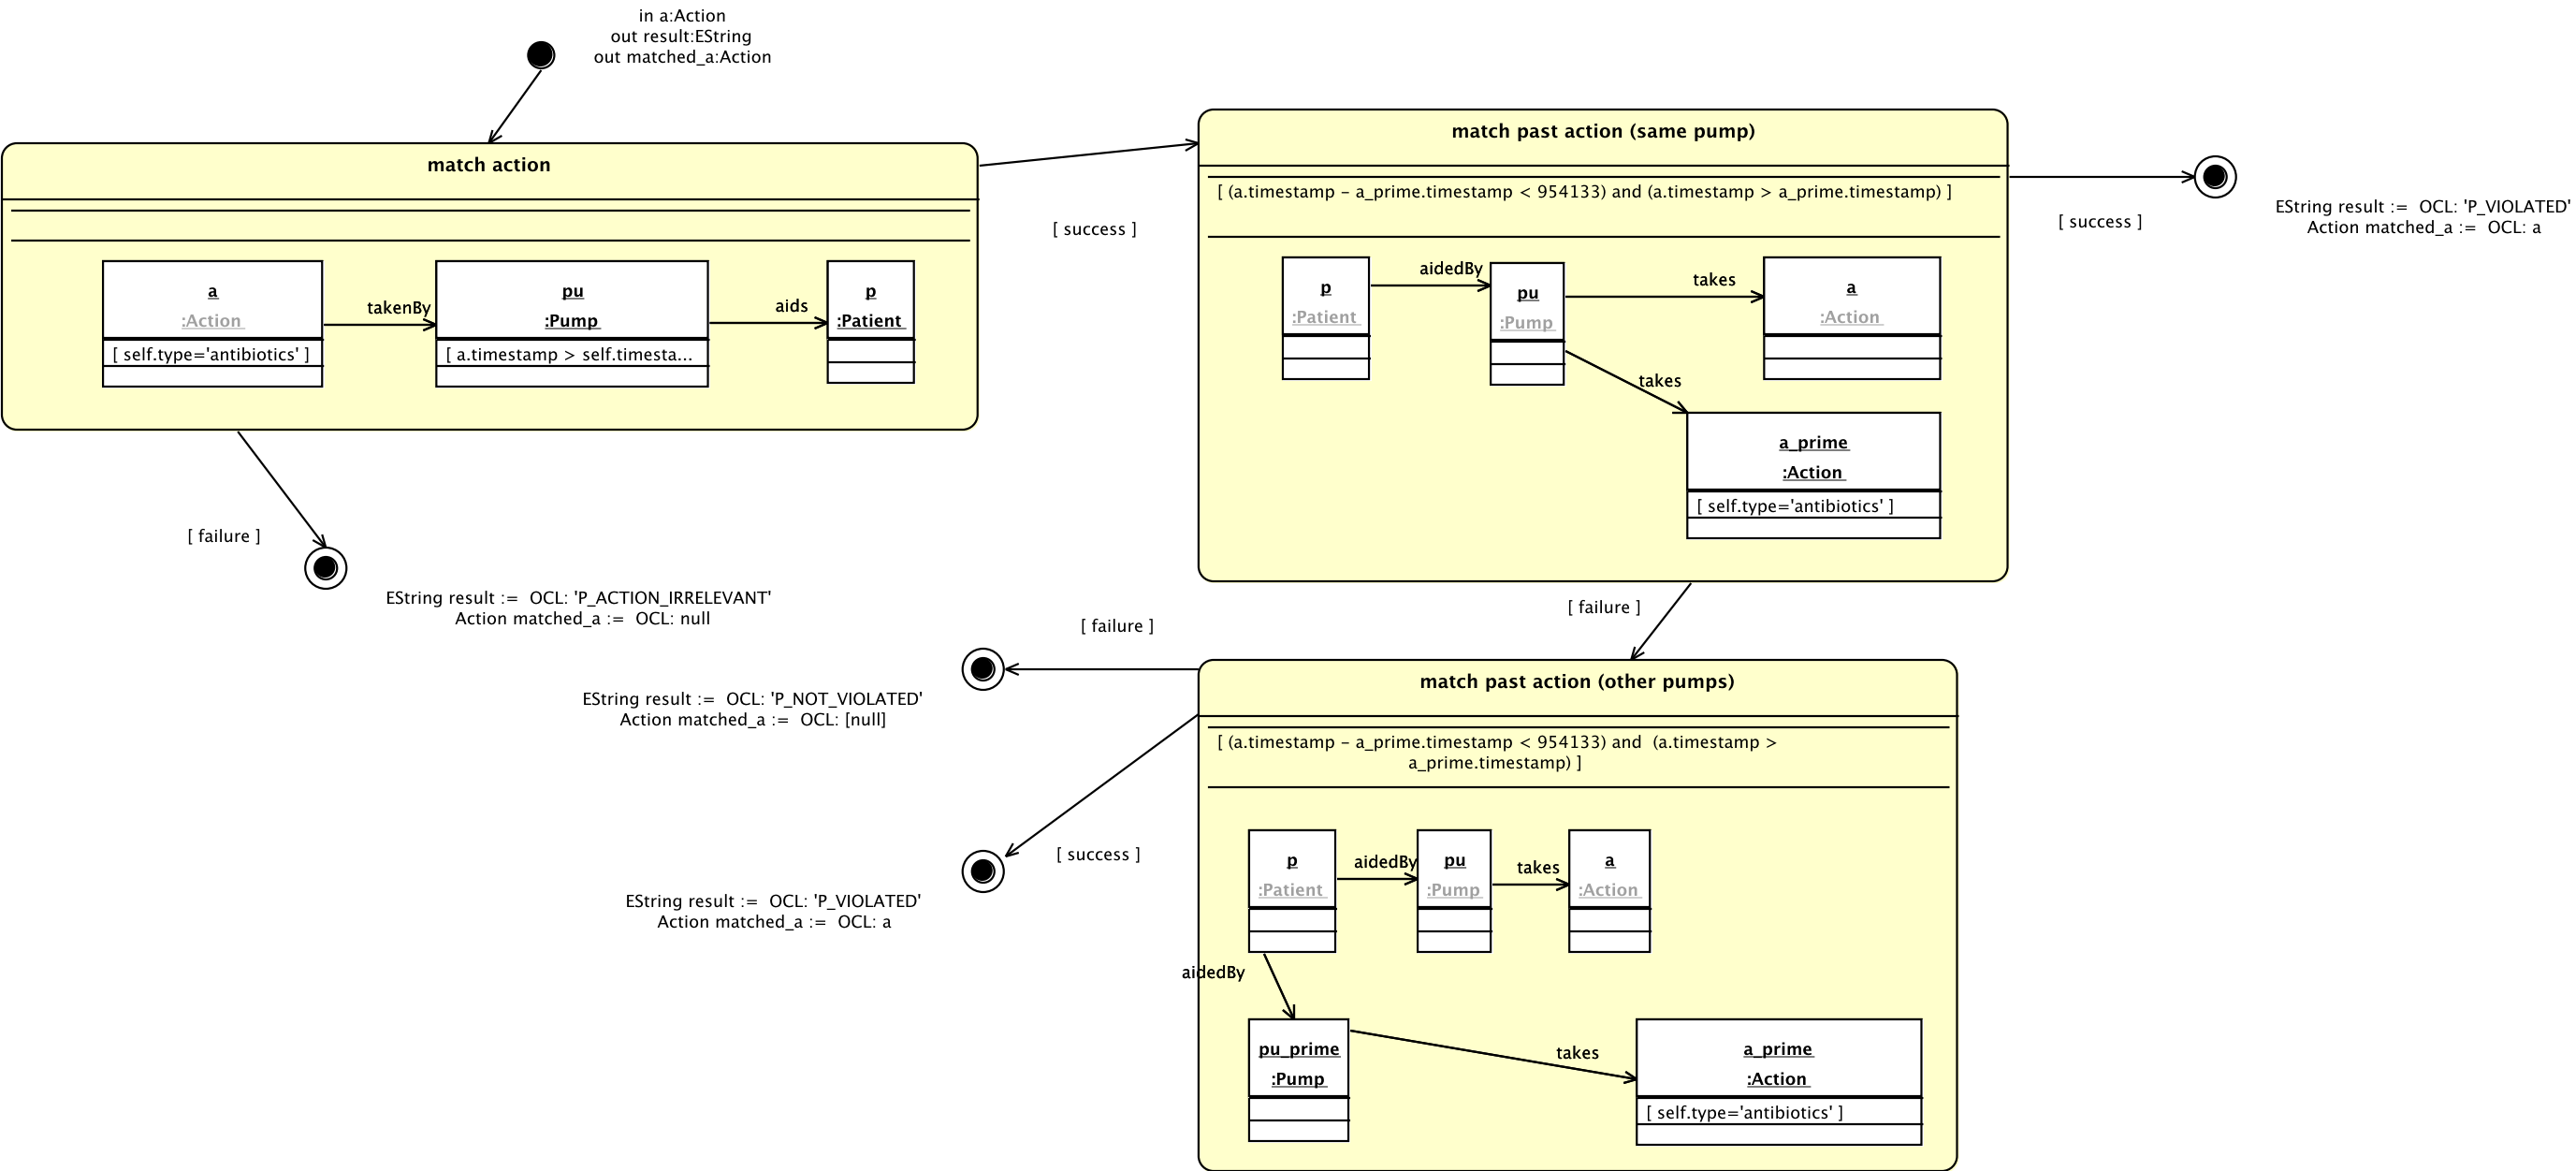 in a:Action
out result:EString
out matched_a:Action
match action
a
:Action
[ self.type='antibiotics' ]
takenBy
pu
:Pump
[ a.timestamp > self.timesta...
aids
p
:Patient
[ success ]
[ failure ]
EString result := OCL: 'P_ACTION_IRRELEVANT'
Action matched_a := OCL: null
match past action (same pump)
[ (a.timestamp - a_prime.timestamp < 954133) and (a.timestamp > a_prime.timestamp) ]
p
:Patient
aidedBy
pu
:Pump
takes
a
:Action
takes
a_prime
:Action
[ self.type='antibiotics' ]
[ success ]
EString result := OCL: 'P_VIOLATED'
Action matched_a := OCL: a
[ failure ]
match past action (other pumps)
[ (a.timestamp - a_prime.timestamp < 954133) and (a.timestamp >
a_prime.timestamp) ]
p
:Patient
aidedBy
pu
:Pump
takes
a
:Action
aidedBy
pu_prime
:Pump
takes
a_prime
:Action
[ self.type='antibiotics' ]
[ failure ]
EString result := OCL: 'P_NOT_VIOLATED'
Action matched_a := OCL: [null]
[ success ]
EString result := OCL: 'P_VIOLATED'
Action matched_a := OCL: a